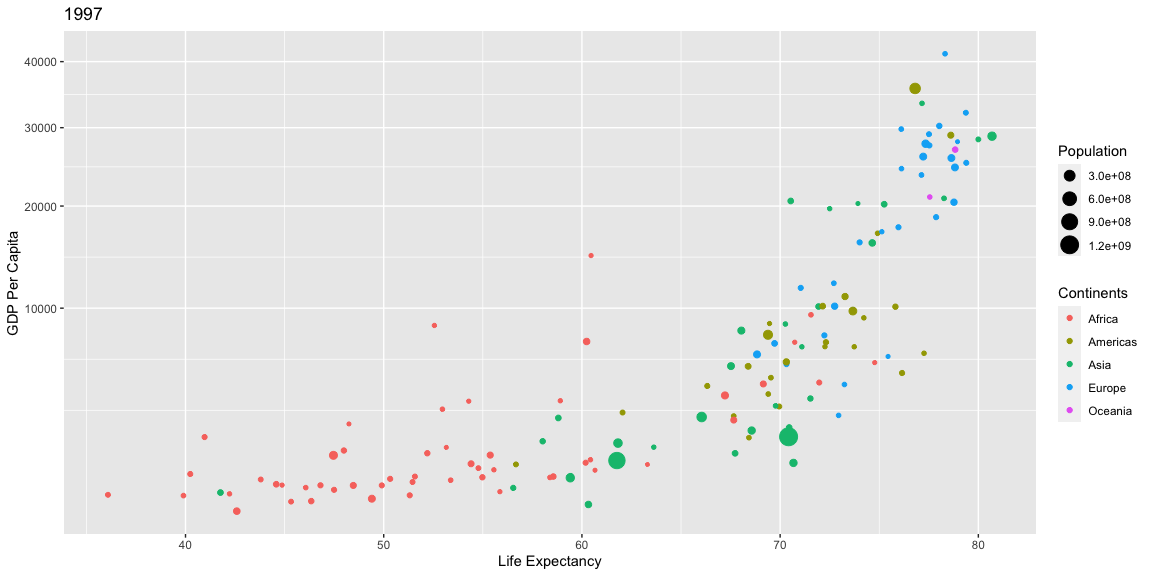 1997
GDP Per Capita
40000
30000
20000
10000
40
50
60
70
80
Life Expectancy
Population
3.0e+08
6.0e+08
9.0e+08
1.2e+09
Continents
Africa
Americas
Asia
Europe
Oceania